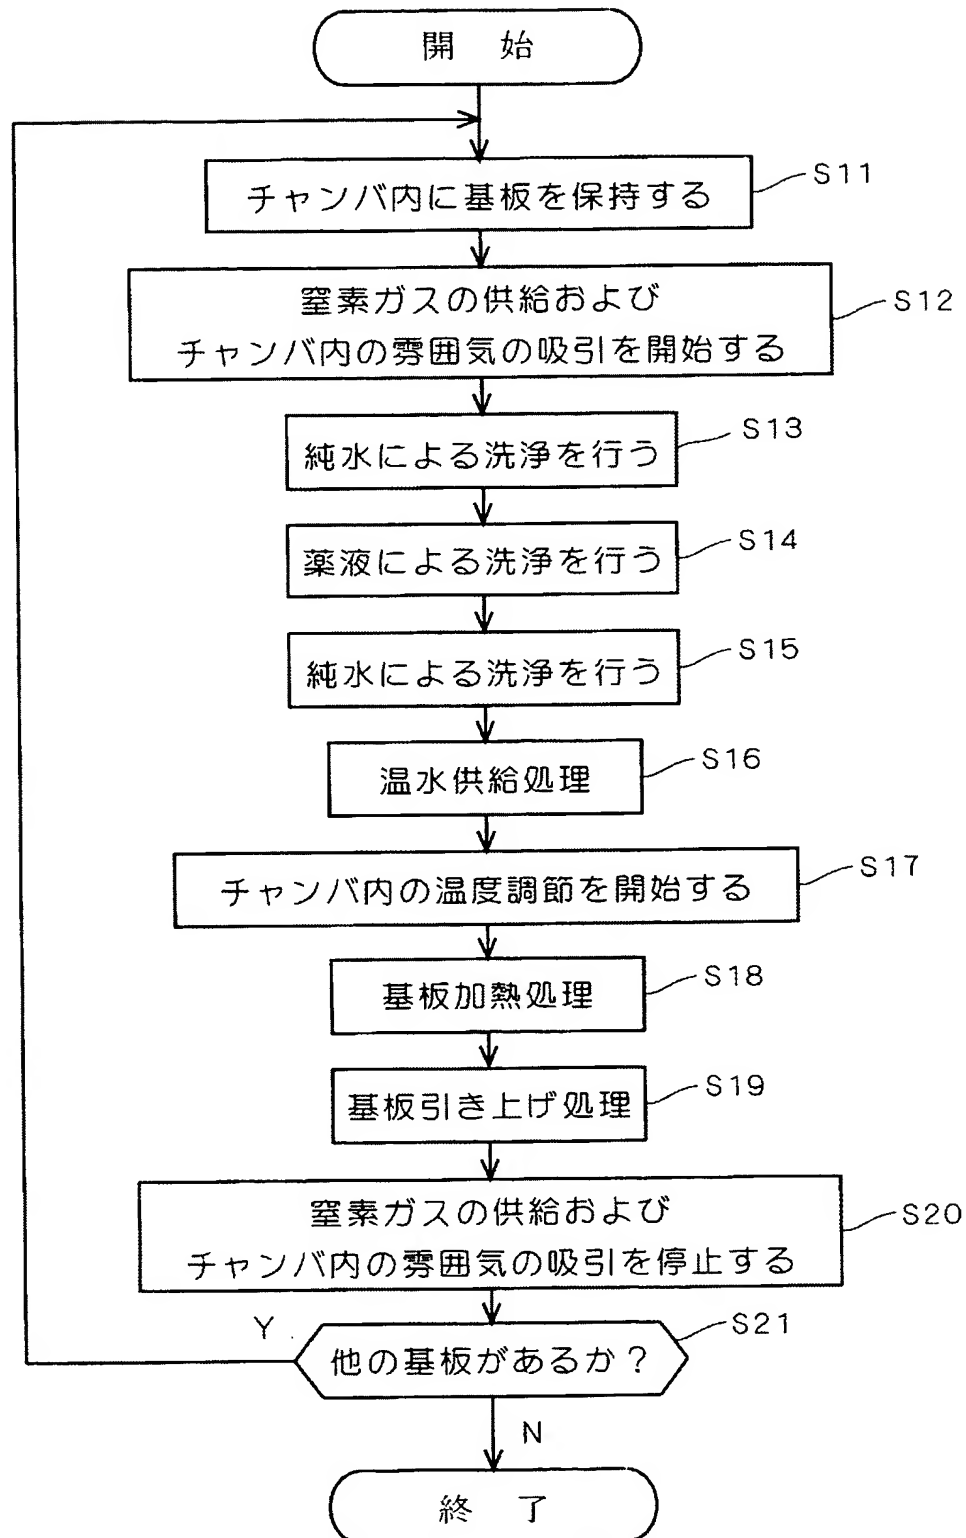 開 始
チャンバ内に基板を保持する
S11
窒素ガスの供給および
チャンバ内の雰囲気の吸引を開始する
S12
純水による洗浄を行う
S13
薬液による洗浄を行う
S14
純水による洗浄を行う
S15
温水供給処理
S16
チャンバ内の温度調節を開始する
S17
基板加熱処理
S18
基板引き上げ処理
S19
窒素ガスの供給および
チャンバ内の雰囲気の吸引を停止する
S20
Y
他の基板があるか？
S21
N
終 了